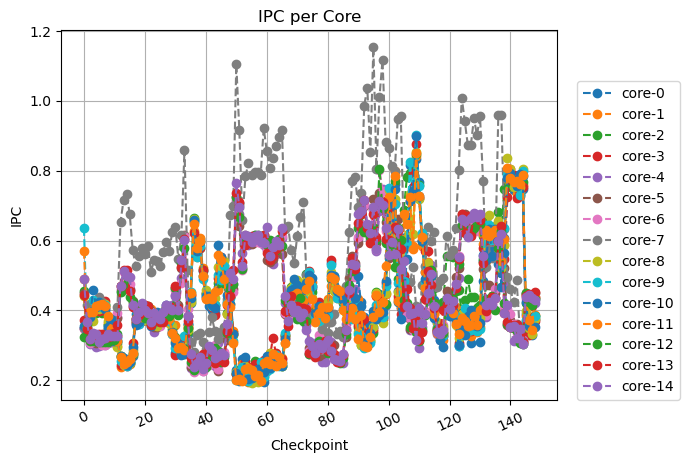 IPC per Core
IPC
1.2
1.0
0.8
0.6
0.4
0.2
0
20
40
60
80
100
120
140
Checkpoint
core-0
core-1
core-2
core-3
core-4
core-5
core-6
core-7
core-8
core-9
core-10
core-11
core-12
core-13
core-14